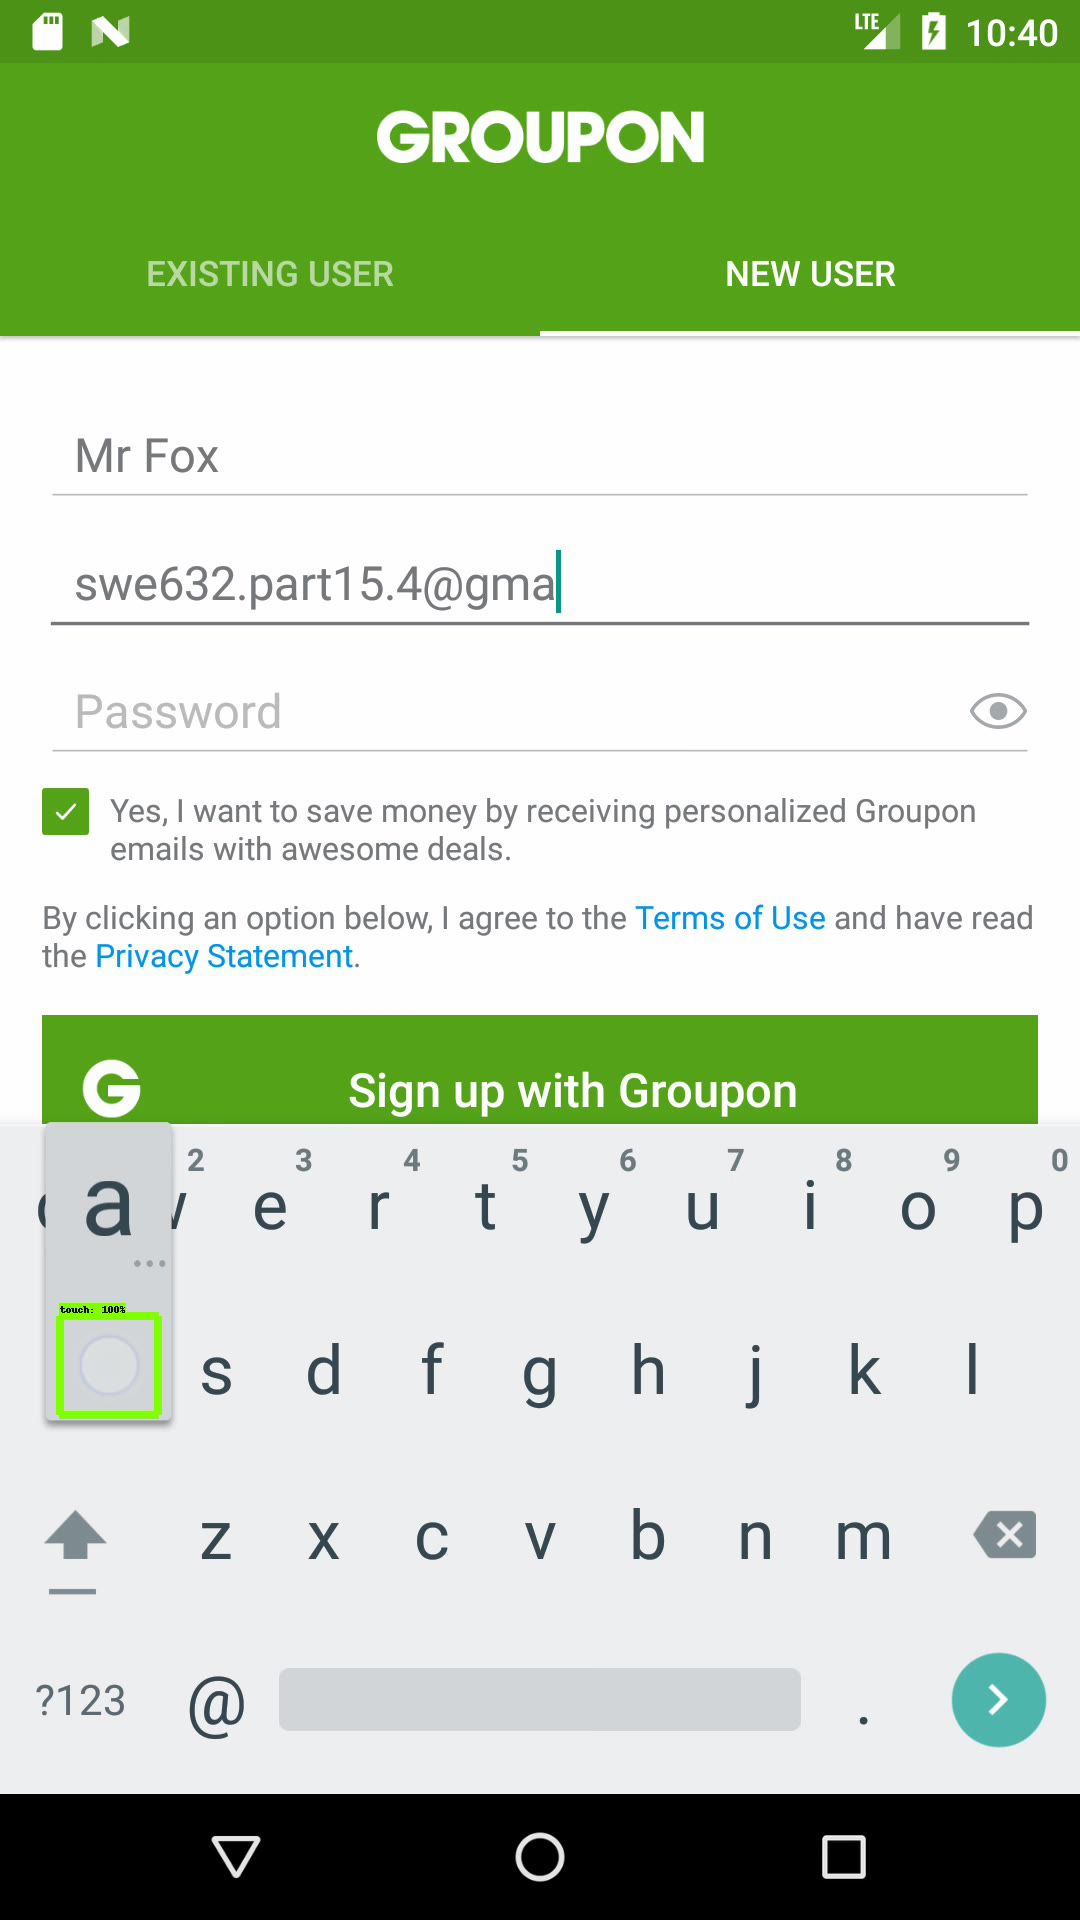 LTE 10:40
GROUPON
EXISTING USER NEW USER
Mr Fox
swe632.part15.4@gma
Password
Yes, I want to save money by receiving personalized Groupon
emails with awesome deals.
By clicking an option below, I agree to the Terms of Use and have read
the Privacy Statement.
G Sign up with Groupon
2 3 4 5 6 7 8 9 0
a e r t y u i o p
touch: 100%
s d f g h j k l
z x c v b n m
?123 @ .